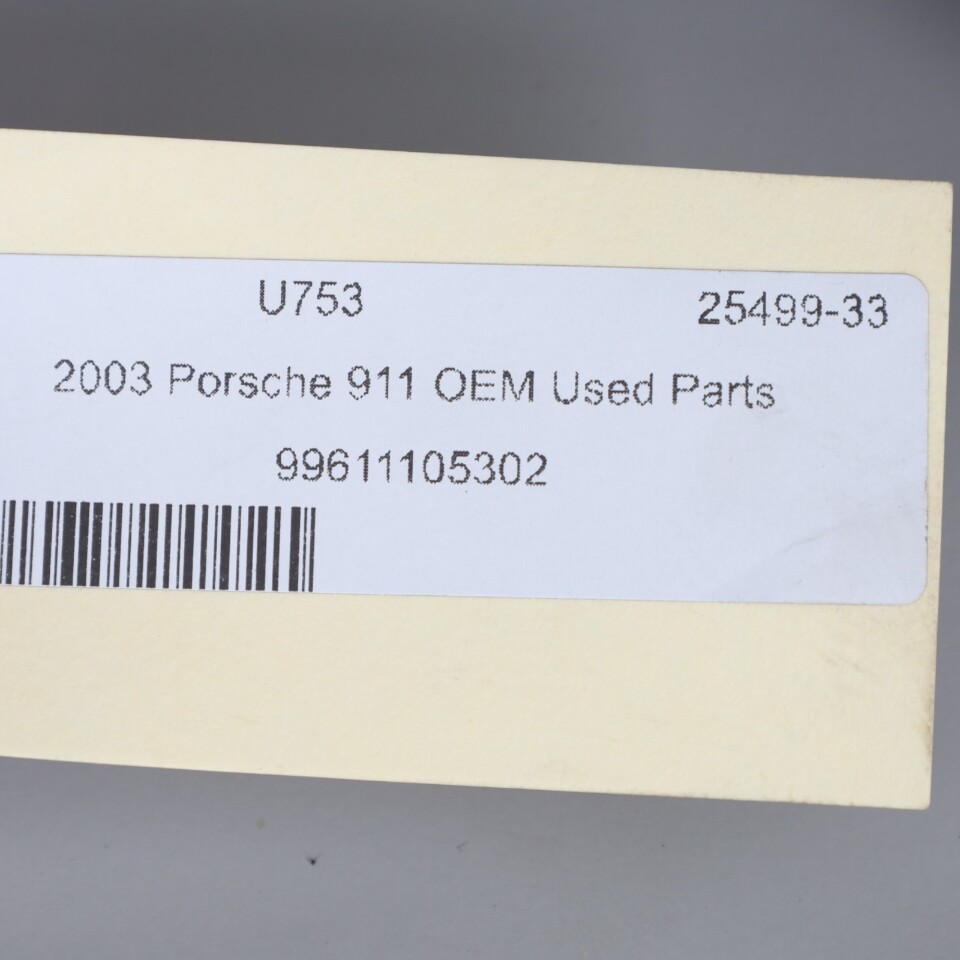 U753 25499-33
2003 Porsche 911 OEM Used Parts
99611105302